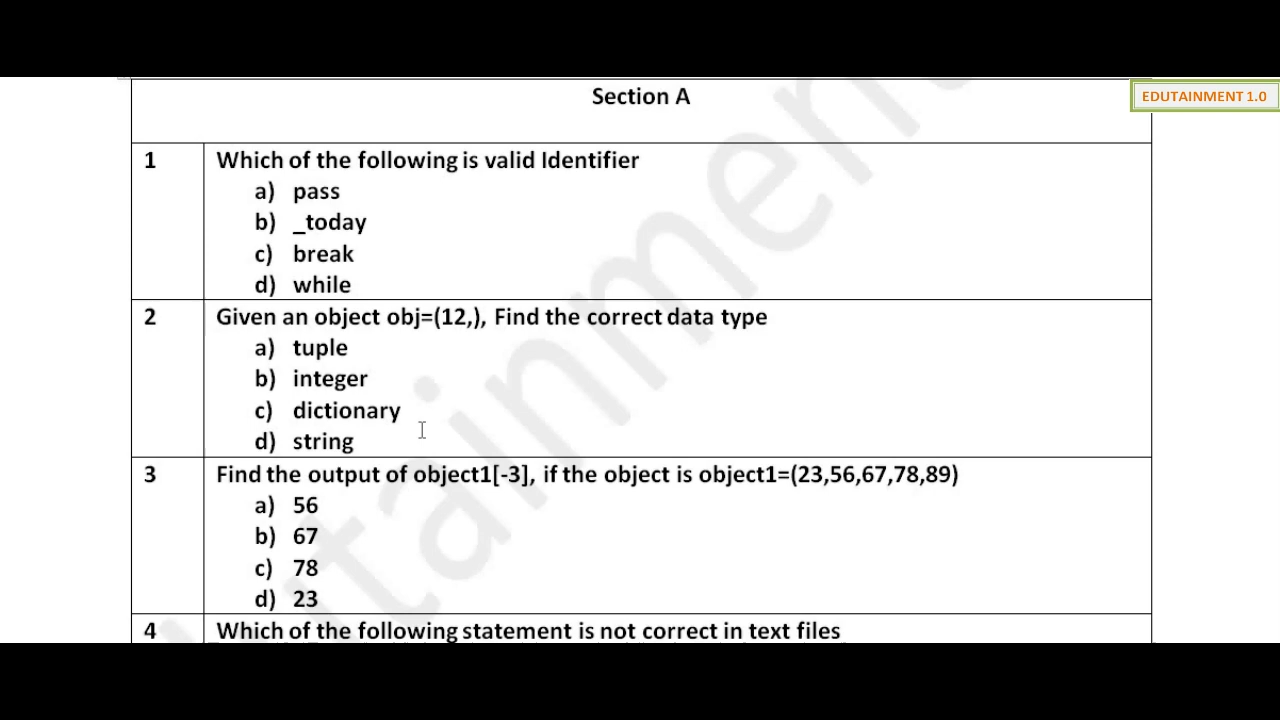 Section A
EDUTAINMENT 1.0
1 Which of the following is valid Identifier
a) pass
b) _today
c) break
d) while
2 Given an object obj=(12,), Find the correct data type
a) tuple
b) integer
c) dictionary
d) string
3 Find the output of object1[-3], if the object is object1=(23,56,67,78,89)
a) 56
b) 67
c) 78
d) 23
4 Which of the following statement is not correct in text files